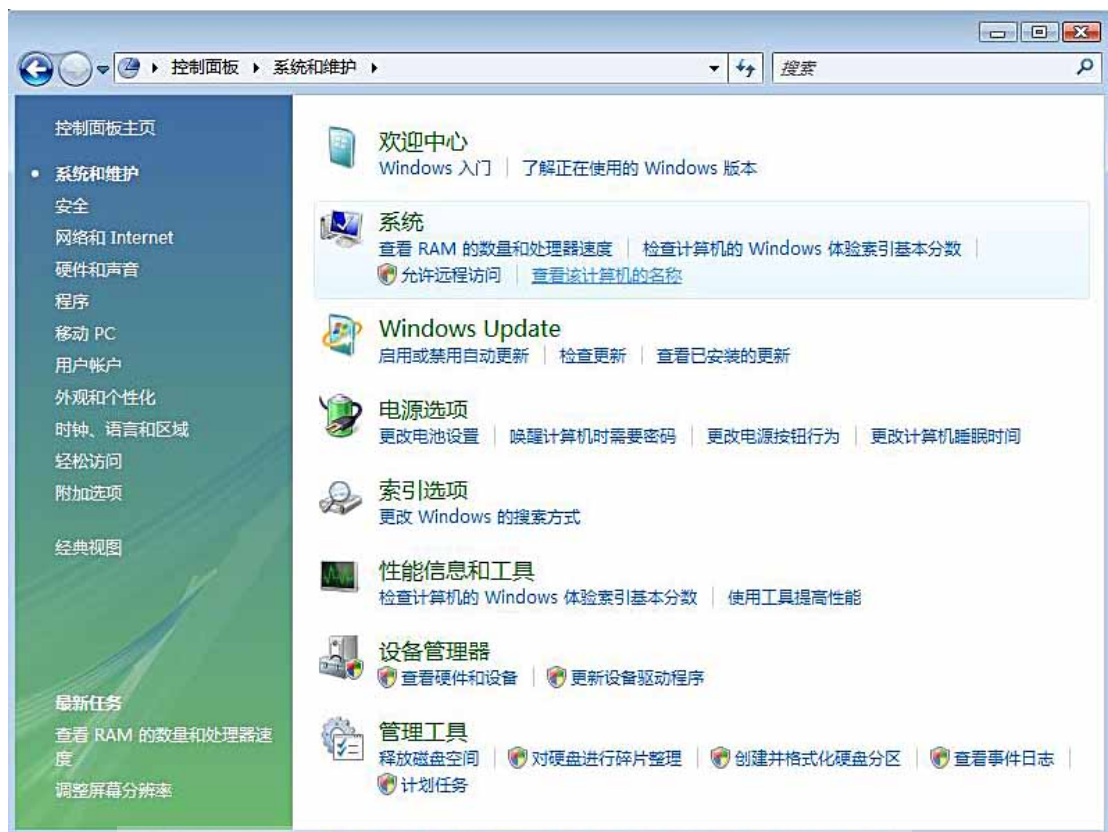 控制面板 系统和维护 搜索
控制面板主页
系统和维护
安全
网络和 Internet
硬件和声音
程序
移动 PC
用户帐户
外观和个性化
时钟、语言和区域
轻松访问
附加选项
经典视图
最新任务
查看 RAM 的数量和处理器速
度
调整屏幕分辨率
欢迎中心
Windows 入门 了解正在使用的 Windows 版本
系统
查看 RAM 的数量和处理器速度 检查计算机的 Windows 体验索引基本分数
允许远程访问 查看该计算机的名称
Windows Update
启用或禁用自动更新 检查更新 查看已安装的更新
电源选项
更改电池设置 唤醒计算机时需要密码 更改电源按钮行为 更改计算机睡眠时间
索引选项
更改 Windows 的搜索方式
性能信息和工具
检查计算机的 Windows 体验索引基本分数 使用工具提高性能
设备管理器
查看硬件和设备 更新设备驱动程序
管理工具
释放磁盘空间 对硬盘进行碎片整理 创建并格式化硬盘分区 查看事件日志
计划任务